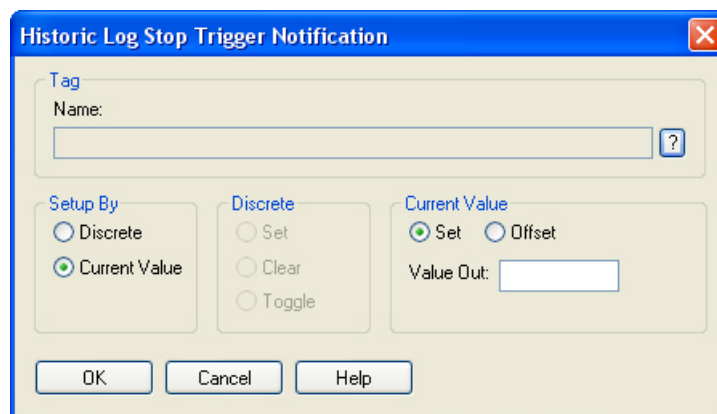 Historic Log Stop Trigger Notification
Tag
Name:
?
Setup By
Discrete
Current Value
Discrete
Set
Clear
Toggle
Current Value
Set
Offset
Value Out:
OK
Cancel
Help